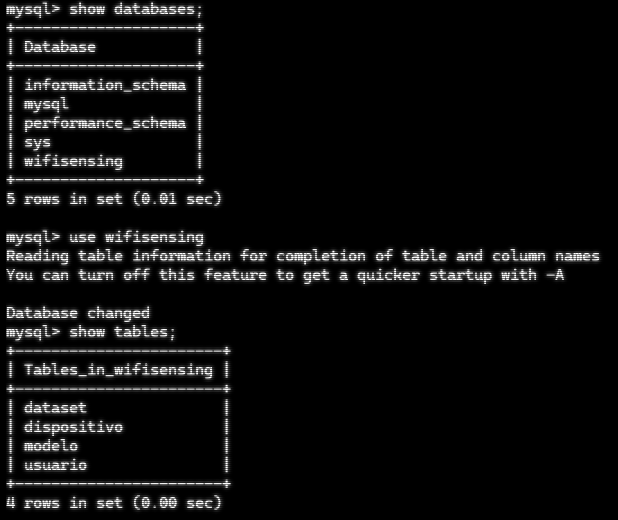 mysql> show databases;
+--------------------+
| Database           |
+--------------------+
| information_schema |
| mysql              |
| performance_schema |
| sys                |
| wifisensing        |
+--------------------+
5 rows in set (0.01 sec)

mysql> use wifisensing
Reading table information for completion of table and column names
You can turn off this feature to get a quicker startup with -A

Database changed
mysql> show tables;
+-----------------------+
| Tables_in_wifisensing |
+-----------------------+
| dataset               |
| dispositivo           |
| modelo                |
| usuario               |
+-----------------------+
4 rows in set (0.00 sec)